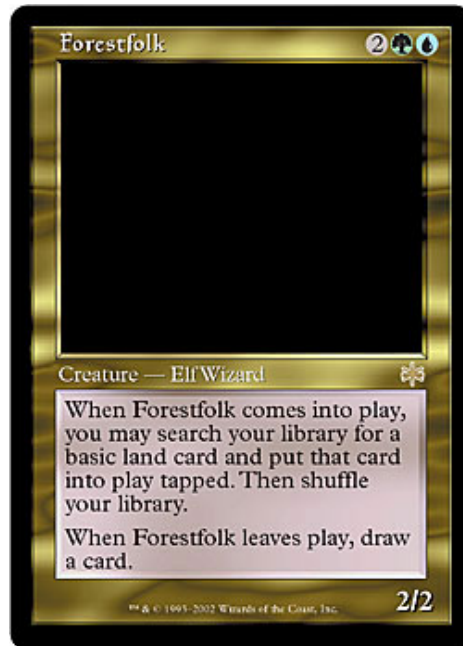 Forestfolk 2
Creature — Elf Wizard
When Forestfolk comes into play,
you may search your library for a
basic land card and put that card
into play tapped. Then shuffle
your library.
When Forestfolk leaves play, draw
a card.
™ & © 1993-2002 Wizards of the Coast, Inc.
2/2